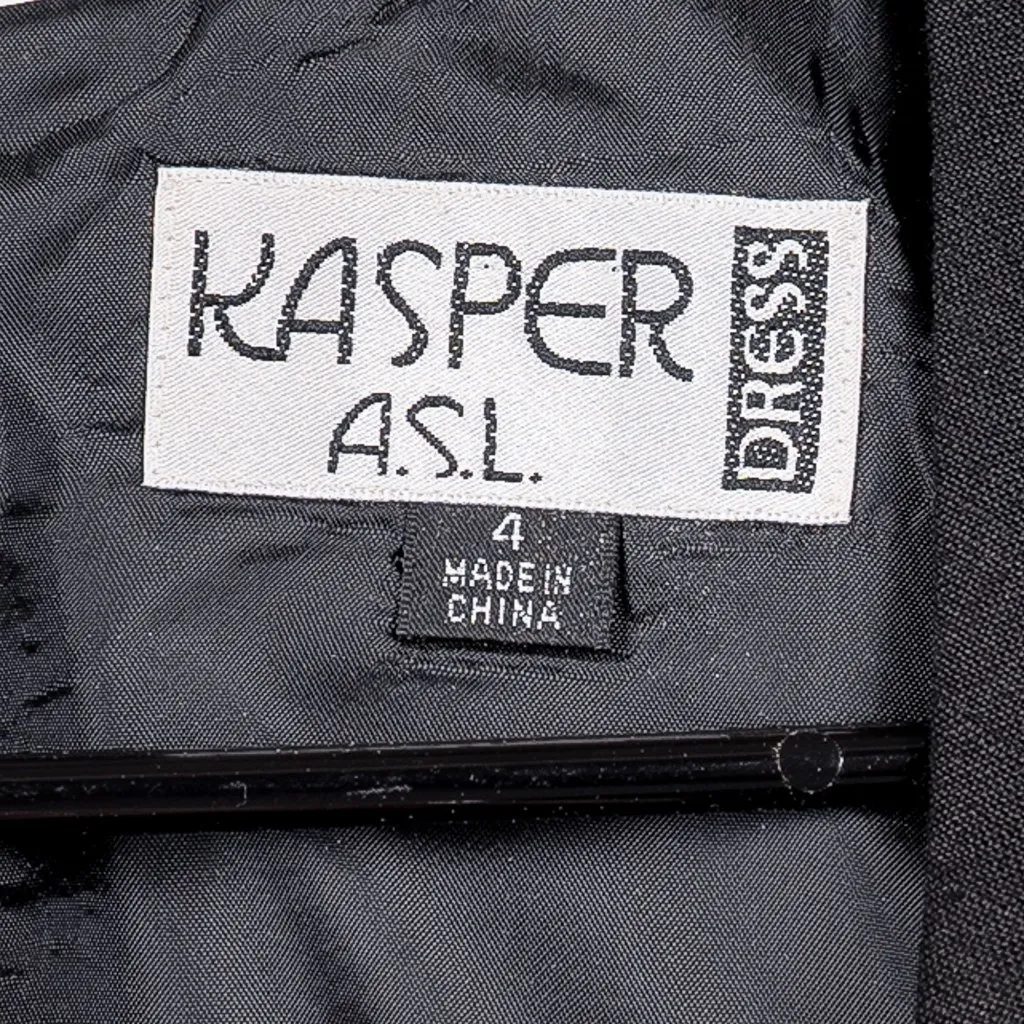 KASPER
A.S.L.
DRESS
4
MADE IN
CHINA